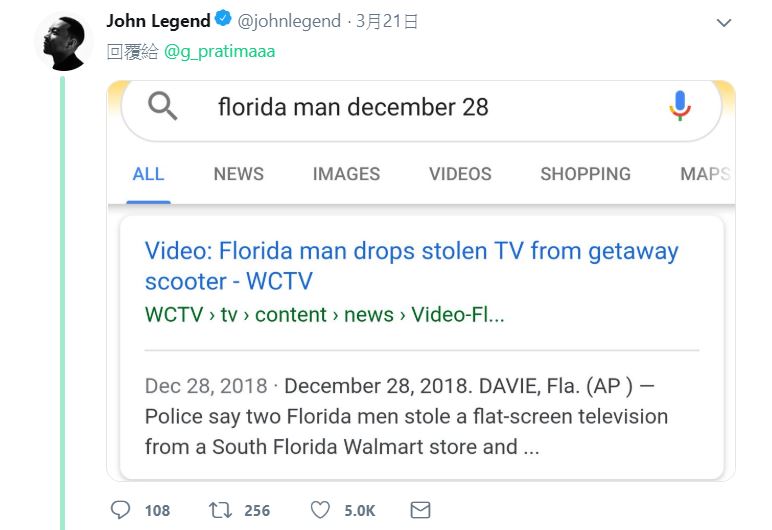 John Legend @johnlegend · 3月21日
回覆給 @g_pratimaaa
florida man december 28
ALL NEWS IMAGES VIDEOS SHOPPING MAPS
Video: Florida man drops stolen TV from getaway
scooter - WCTV
WCTV › tv › content › news › Video-Fl...
Dec 28, 2018 · December 28, 2018. DAVIE, Fla. (AP ) —
Police say two Florida men stole a flat-screen television
from a South Florida Walmart store and ...
108 256 5.0K